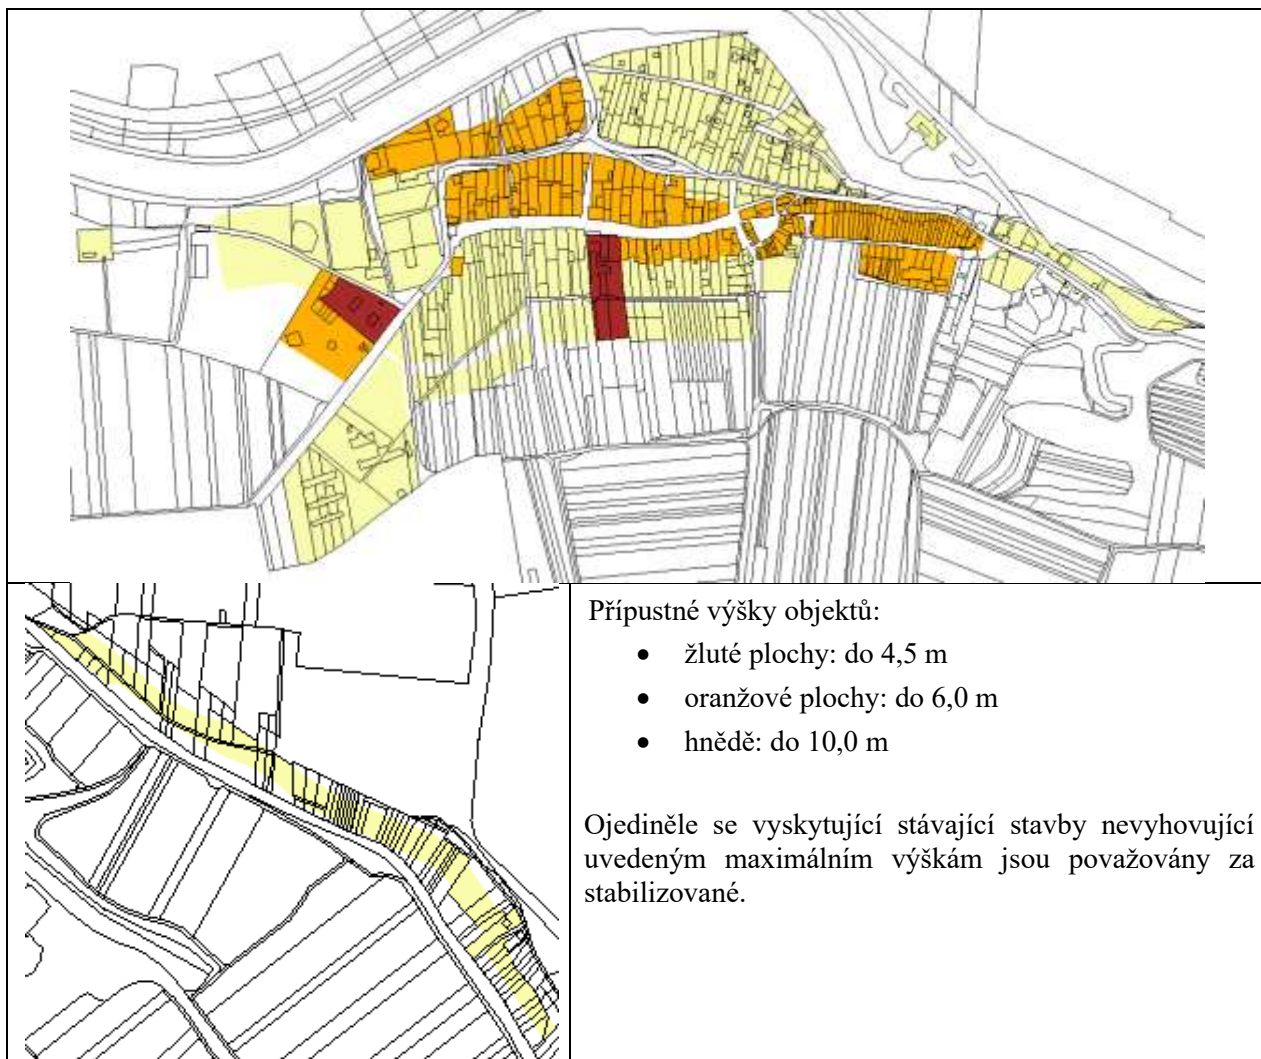 Přípustné výšky objektů:
• žluté plochy: do 4,5 m
• oranžové plochy: do 6,0 m
• hnědě: do 10,0 m
Ojediněle se vyskytující stávající stavby nevyhovující
uvedeným maximálním výškám jsou považovány za
stabilizované.